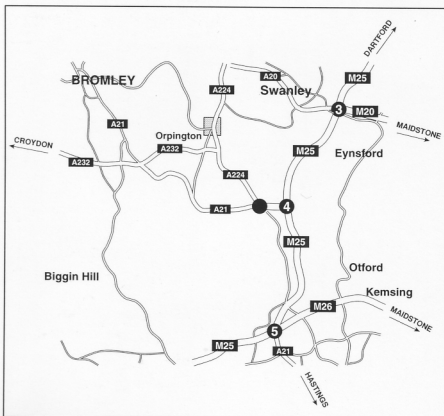 DARTFORD
M25
A20
A224
BROMLEY
Swanley
3
M20
MAIDSTONE
A21
Orpington
CROYDON
A232
A232
M25
Eynsford
A224
A21
4
M25
Biggin Hill
Otford
Kemsing
M26
MAIDSTONE
5
M25
A21
HASTINGS